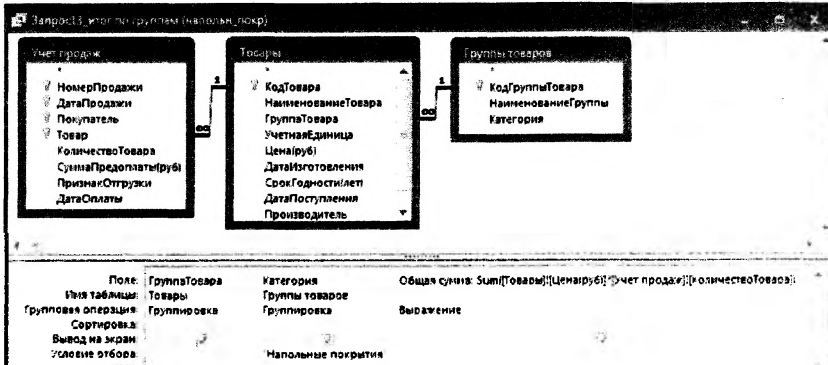 Запрос13_итог по группам (напольн_покр)
Учет продаж
*
НомерПродажи
ДатаПродажи
Покупатель
Товар
КоличествоТовара
СуммаПредоплаты(руб)
ПризнакОтгрузки
ДатаОплаты
1
∞
Товары
*
КодТовара
НаименованиеТовара
ГруппаТовара
УчетнаяЕдиница
Цена(руб)
ДатаИзготовления
СрокГодности(лет)
ДатаПоступления
Производитель
1
∞
Группы товаров
*
КодГруппыТовара
НаименованиеГруппы
Категория
Поле: ГруппаТовара Категория Общая сумма: Sum([Товары]![Цена(руб)]*[Учет продаж]![КоличествоТовара])
Имя таблицы: Товары Группы товаров
Групповая операция: Группировка Группировка Выражение
Сортировка:
Вывод на экран:
Условие отбора: "Напольные покрытия"